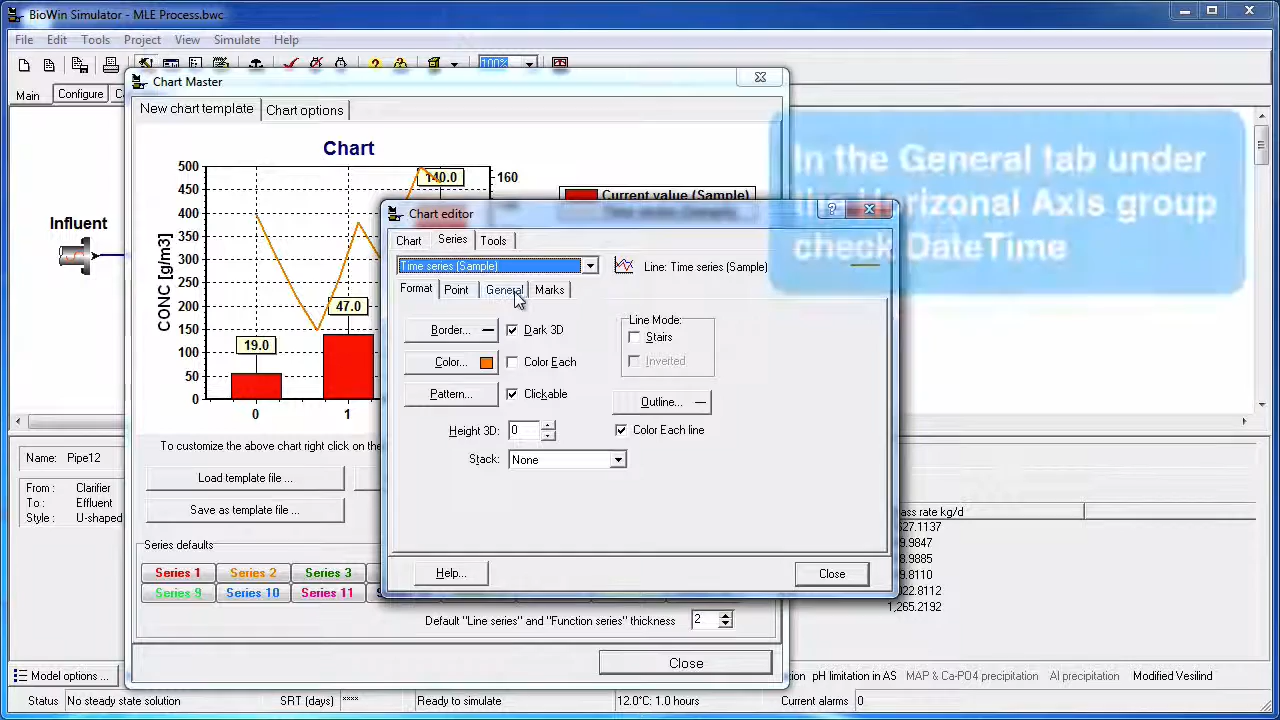 BioWin Simulator - MLE Process.bwc
File Edit Tools Project View Simulate Help
100%
Main Configure
Chart Master
New chart template Chart options
Chart
500
450
400
350
300
250
200
150
100
50
0
CONC [g/m3]
19.0
47.0
140.0
160
0 1
Current value (Sample)
Time series (Sample)
In the General tab under
Horizonal Axis group
check DateTime
Influent
Chart editor
Chart Series Tools
Time series (Sample)
Line: Time series (Sample)
Format Point General Marks
Border... Dark 3D
Color... Color Each
Pattern... Clickable
Height 3D: 0
Stack: None
Line Mode:
Stairs
Inverted
Outline...
Color Each line
Help... Close
To customize the above chart right click on the
Load template file ...
Save as template file ...
Series defaults
Series 1 Series 2 Series 3
Series 9 Series 10 Series 11
Default "Line series" and "Function series" thickness 2
Close
Name: Pipe12
From : Clarifier
To : Effluent
Style : U-shaped
rate kg/d
1,265.2192
Model options ...
pH limitation in AS MAP & Ca-PO4 precipitation Al precipitation Modified Vesilind
Status No steady state solution SRT (days) **** Ready to simulate 12.0°C: 1.0 hours Current alarms 0